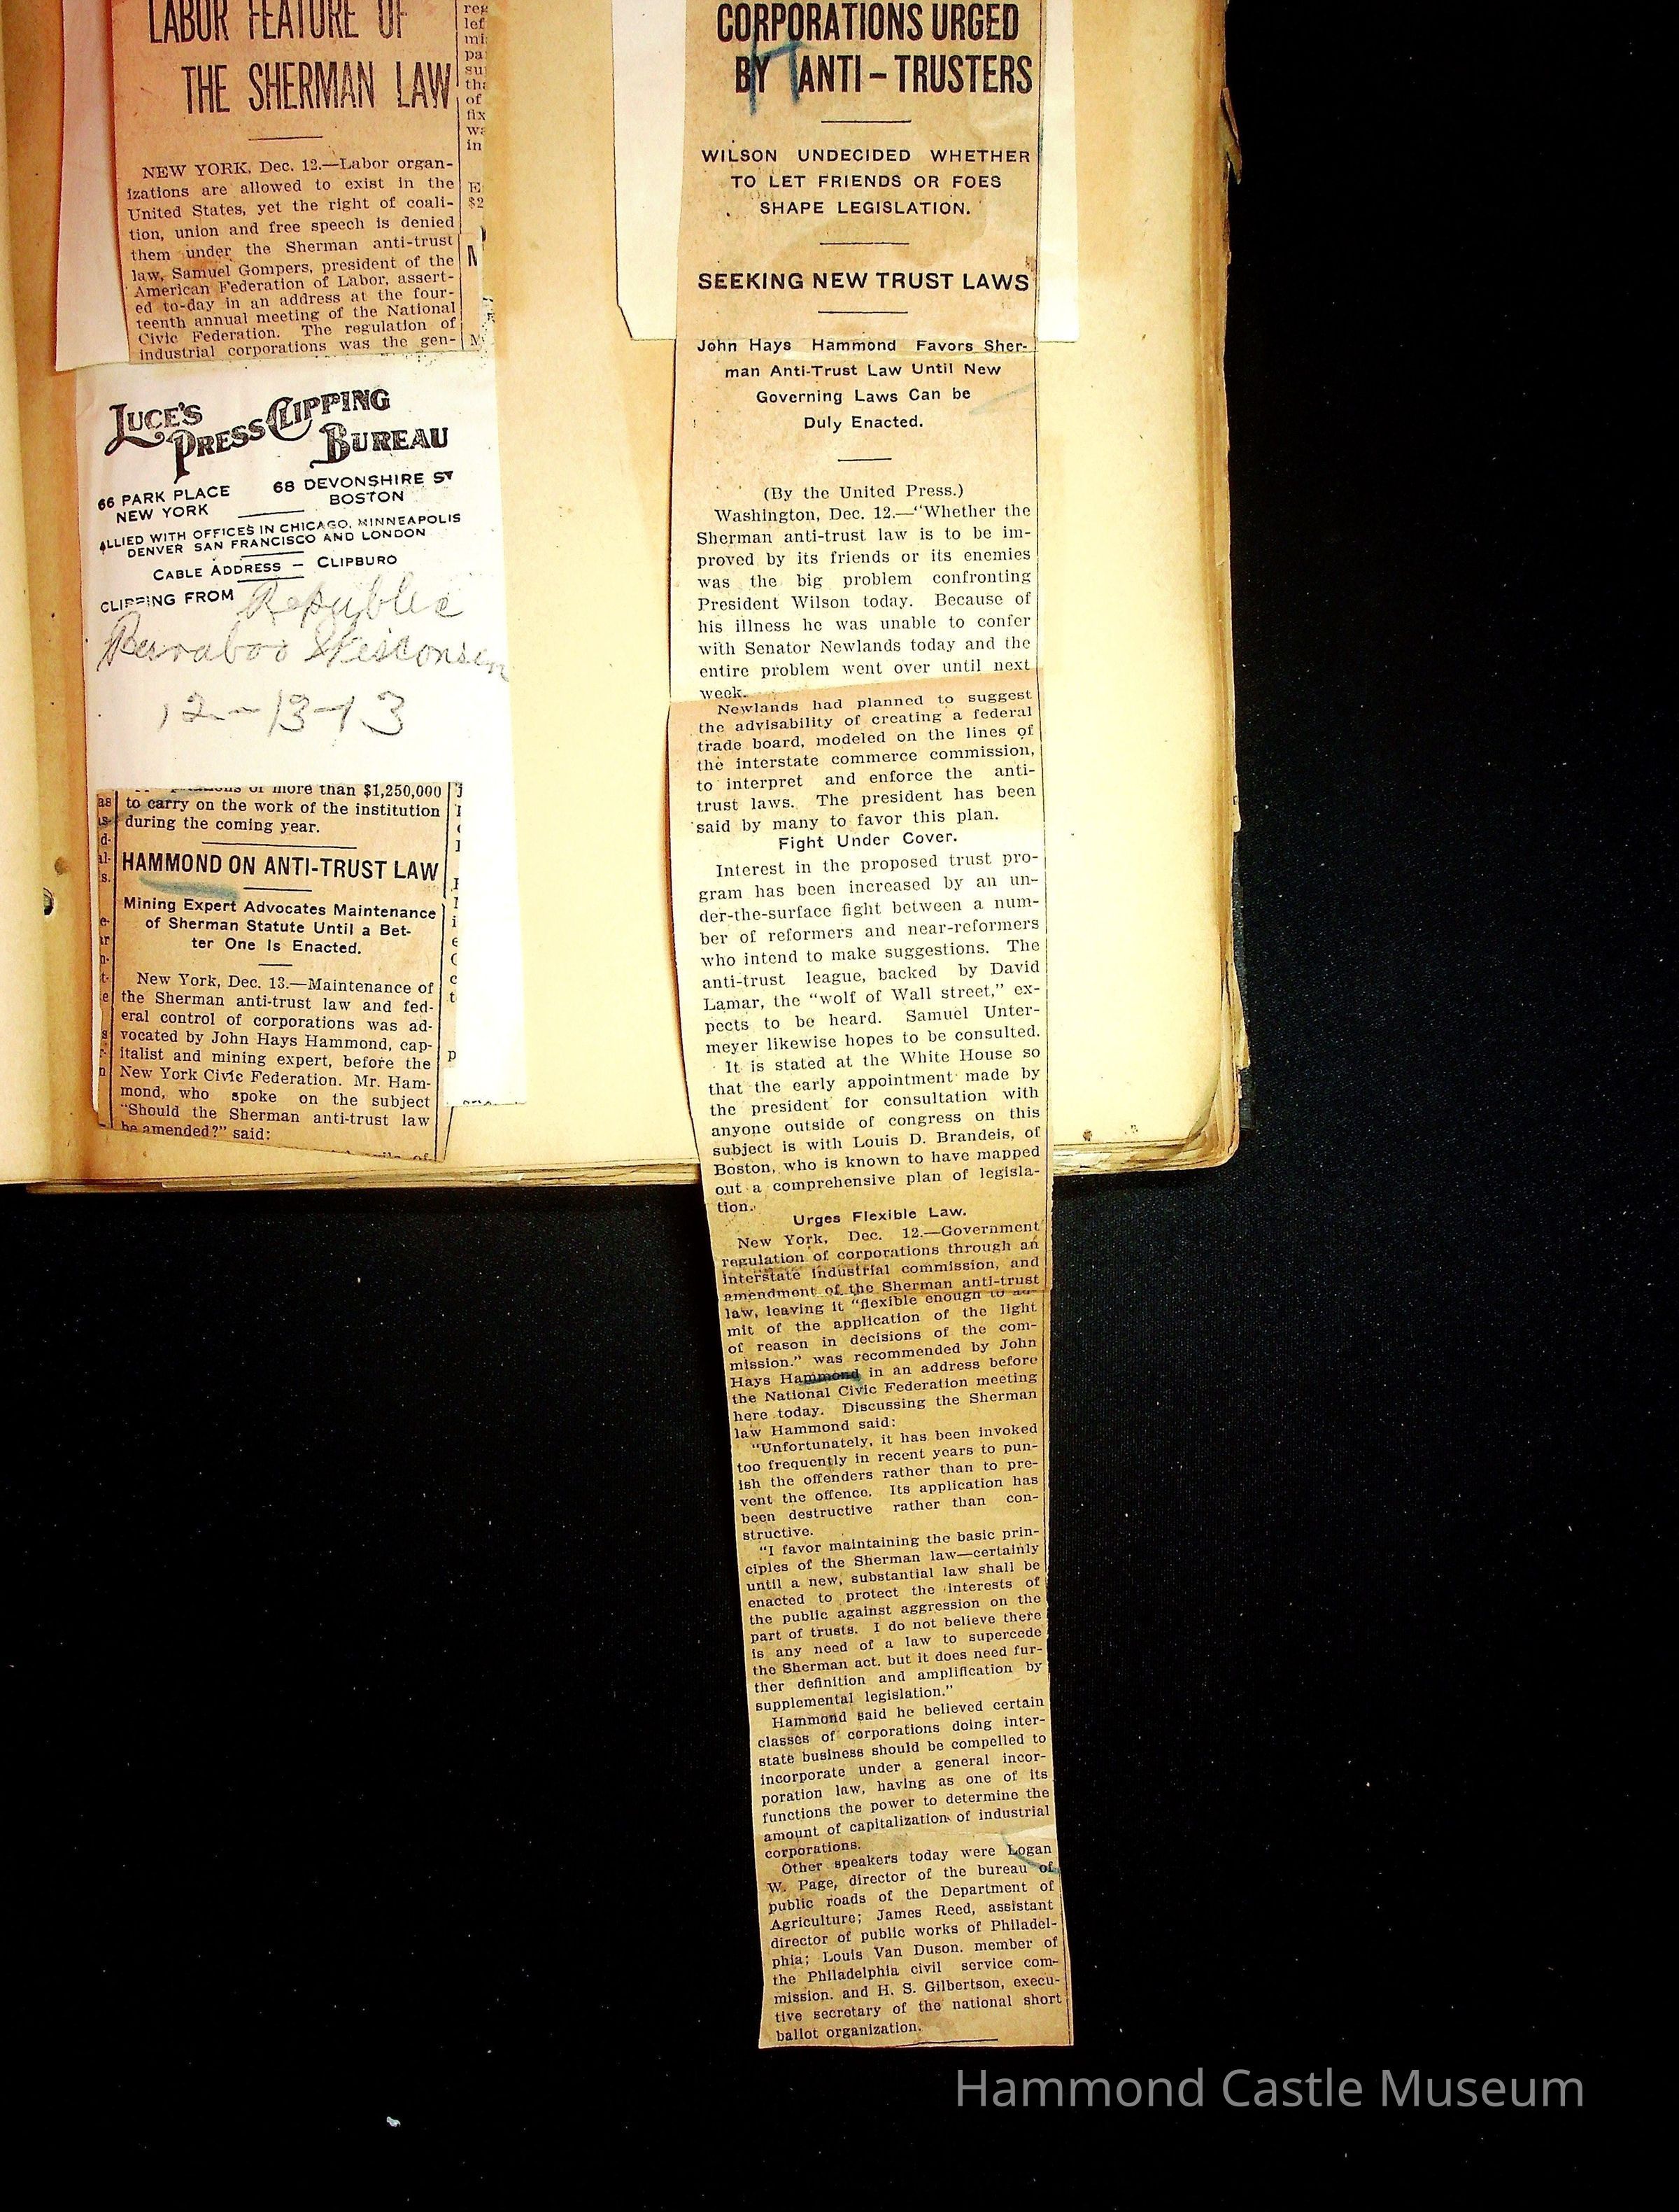 LABOR FEATURE OF
THE SHERMAN LAW
NEW YORK, Dec. 12.—Labor organ-
izations are allowed to exist in the
United States, yet the right of coali-
tion, union and free speech is denied
them under the Sherman anti-trust
law, Samuel Gompers, president of the
American Federation of Labor, assert-
ed to-day in an address at the four-
teenth annual meeting of the National
Civic Federation. The regulation of
industrial corporations was the gen-
LUCE'S
PRESS CLIPPING
BUREAU
66 PARK PLACE
NEW YORK
68 DEVONSHIRE ST
BOSTON
ALLIED WITH OFFICES IN CHICAGO, MINNEAPOLIS
DENVER SAN FRANCISCO AND LONDON
CABLE ADDRESS — CLIPBURO
CLIPPING FROM Republic
Baraboo Wisconsin
12-13-13
of more than $1,250,000
to carry on the work of the institution
during the coming year.
HAMMOND ON ANTI-TRUST LAW
Mining Expert Advocates Maintenance
of Sherman Statute Until a Bet-
ter One Is Enacted.
New York, Dec. 13.—Maintenance of
the Sherman anti-trust law and fed-
eral control of corporations was ad-
vocated by John Hays Hammond, cap-
italist and mining expert, before the
New York Civic Federation. Mr. Ham-
mond, who spoke on the subject
"Should the Sherman anti-trust law
be amended?" said:
CORPORATIONS URGED
BY ANTI-TRUSTERS
WILSON UNDECIDED WHETHER
TO LET FRIENDS OR FOES
SHAPE LEGISLATION.
SEEKING NEW TRUST LAWS
John Hays Hammond Favors Sher-
man Anti-Trust Law Until New
Governing Laws Can be
Duly Enacted.
(By the United Press.)
Washington, Dec. 12.—"Whether the
Sherman anti-trust law is to be im-
proved by its friends or its enemies
was the big problem confronting
President Wilson today. Because of
his illness he was unable to confer
with Senator Newlands today and the
entire problem went over until next
week.
Newlands had planned to suggest
the advisability of creating a federal
trade board, modeled on the lines of
the interstate commerce commission,
to interpret and enforce the anti-
trust laws. The president has been
said by many to favor this plan.
Fight Under Cover.
Interest in the proposed trust pro-
gram has been increased by an un-
der-the-surface fight between a num-
ber of reformers and near-reformers
who intend to make suggestions. The
anti-trust league, backed by David
Lamar, the "wolf of Wall street," ex-
pects to be heard. Samuel Unter-
meyer likewise hopes to be consulted.
It is stated at the White House so
that the early appointment made by
the president for consultation with
anyone outside of congress on this
subject is with Louis D. Brandeis, of
Boston, who is known to have mapped
out a comprehensive plan of legisla-
tion.
Urges Flexible Law.
New York, Dec. 12.—Government
regulation of corporations through an
interstate industrial commission, and
amendment of the Sherman anti-trust
law, leaving it "flexible enough to ad-
mit of the application of the light
of reason in decisions of the com-
mission." was recommended by John
Hays Hammond in an address before
the National Civic Federation meeting
here today. Discussing the Sherman
law Hammond said:
"Unfortunately, it has been invoked
too frequently in recent years to pun-
ish the offenders rather than to pre-
vent the offence. Its application has
been destructive rather than con-
structive.
"I favor maintaining the basic prin-
ciples of the Sherman law—certainly
until a new, substantial law shall be
enacted to protect the interests of
the public against aggression on the
part of trusts. I do not believe there
is any need of a law to supercede
the Sherman act. but it does need fur-
ther definition and amplification by
supplemental legislation."
Hammond said he believed certain
classes of corporations doing inter-
state business should be compelled to
incorporate under a general incor-
poration law, having as one of its
functions the power to determine the
amount of capitalization of industrial
corporations.
Other speakers today were Logan
W. Page, director of the bureau of
public roads of the Department of
Agriculture; James Reed, assistant
director of public works of Philadel-
phia; Louis Van Duson. member of
the Philadelphia civil service com-
mission. and H. S. Gilbertson, execu-
tive secretary of the national short
ballot organization.
Hammond Castle Museum